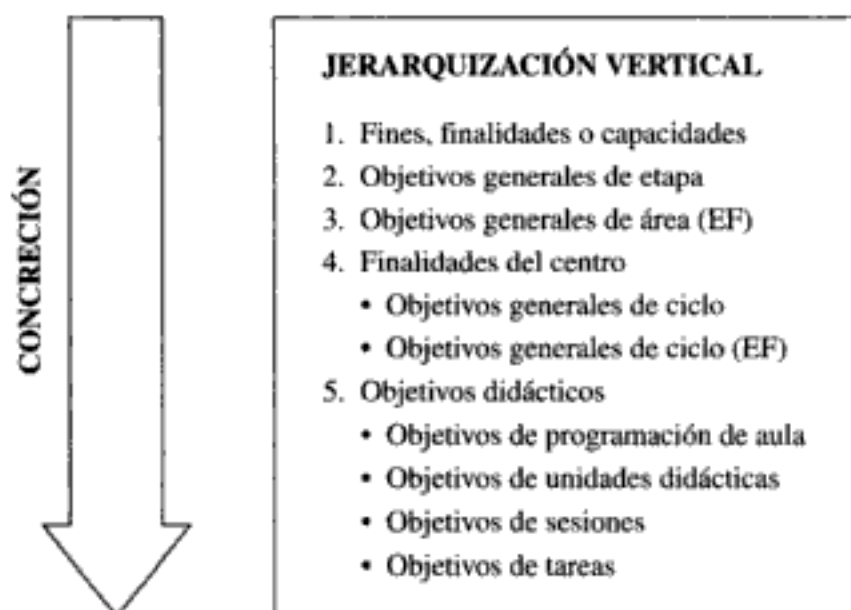 CONCRECIÓN
JERARQUIZACIÓN VERTICAL
1. Fines, finalidades o capacidades
2. Objetivos generales de etapa
3. Objetivos generales de área (EF)
4. Finalidades del centro
• Objetivos generales de ciclo
• Objetivos generales de ciclo (EF)
5. Objetivos didácticos
• Objetivos de programación de aula
• Objetivos de unidades didácticas
• Objetivos de sesiones
• Objetivos de tareas